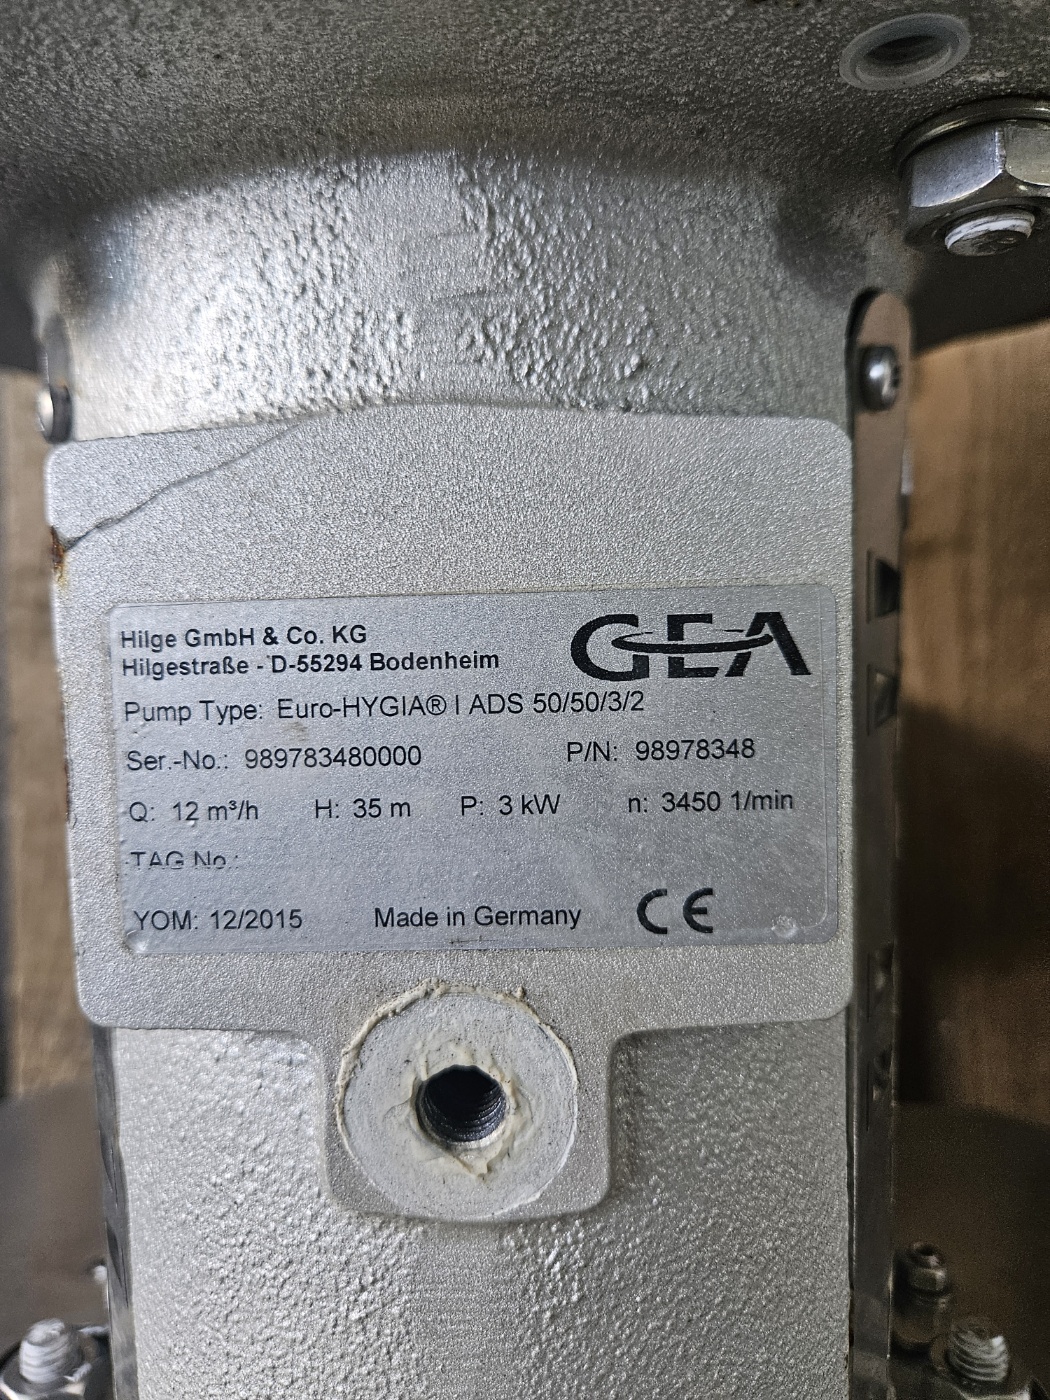 Hilge GmbH & Co. KG
Hilgestraße - D-55294 Bodenheim
GEA
Pump Type: Euro-HYGIA® I ADS 50/50/3/2
Ser.-No.: 989783480000 P/N: 98978348
Q: 12 m³/h H: 35 m P: 3 kW n: 3450 1/min
TAG No.:
YOM: 12/2015 Made in Germany CE